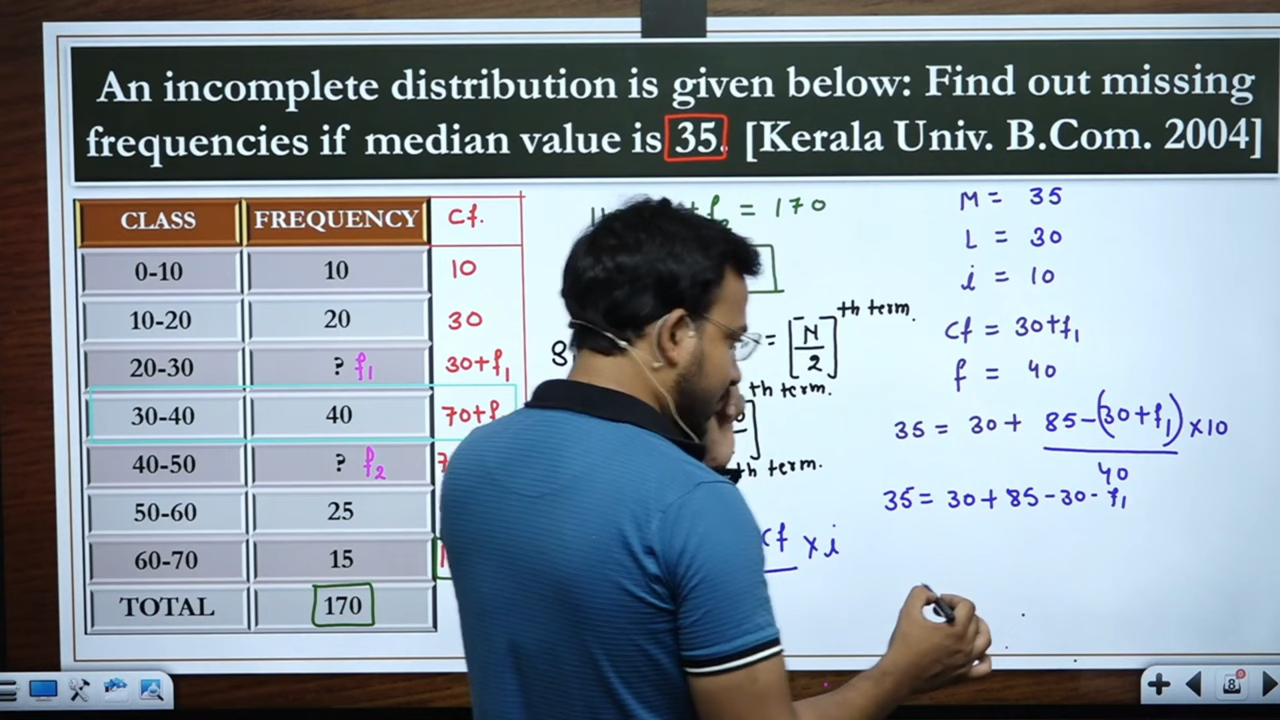 An incomplete distribution is given below: Find out missing
frequencies if median value is 35. [Kerala Univ. B.Com. 2004]
CLASS FREQUENCY Cf.
0-10 10 10
10-20 20 30
20-30 ? f₁ 30+f₁
30-40 40 70+f
40-50 ? f₂ 7
50-60 25
60-70 15
TOTAL 170
= 170
= [N/2]th term.
th term.
th term.
cf × i
M = 35
L = 30
i = 10
cf = 30+f₁
f = 40
35 = 30 + 85-(30+f₁) ×10
40
35 = 30+85-30-f₁
8